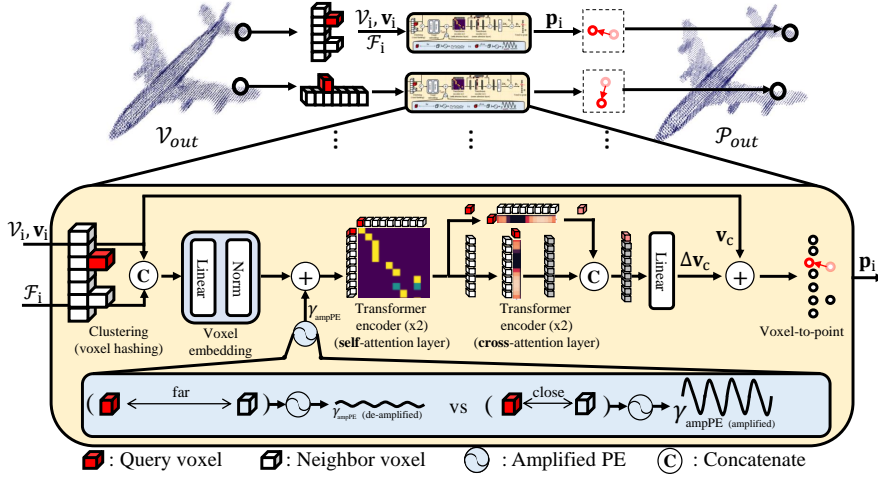 𝒱ᵢ, 𝐯ᵢ
ℱᵢ
𝐩ᵢ
𝒱out
𝒫out
𝒱ᵢ, 𝐯ᵢ
ℱᵢ
Clustering
(voxel hashing)
C
Linear
Norm
Voxel
embedding
+
γampPE
Transformer
encoder (x2)
(self-attention layer)
Transformer
encoder (x2)
(cross-attention layer)
C
Linear
Δ𝐯c
𝐯c
+
Voxel-to-point
𝐩ᵢ
( far ) γampPE (de-amplified) vs ( close ) γampPE (amplified)
: Query voxel : Neighbor voxel : Amplified PE C : Concatenate